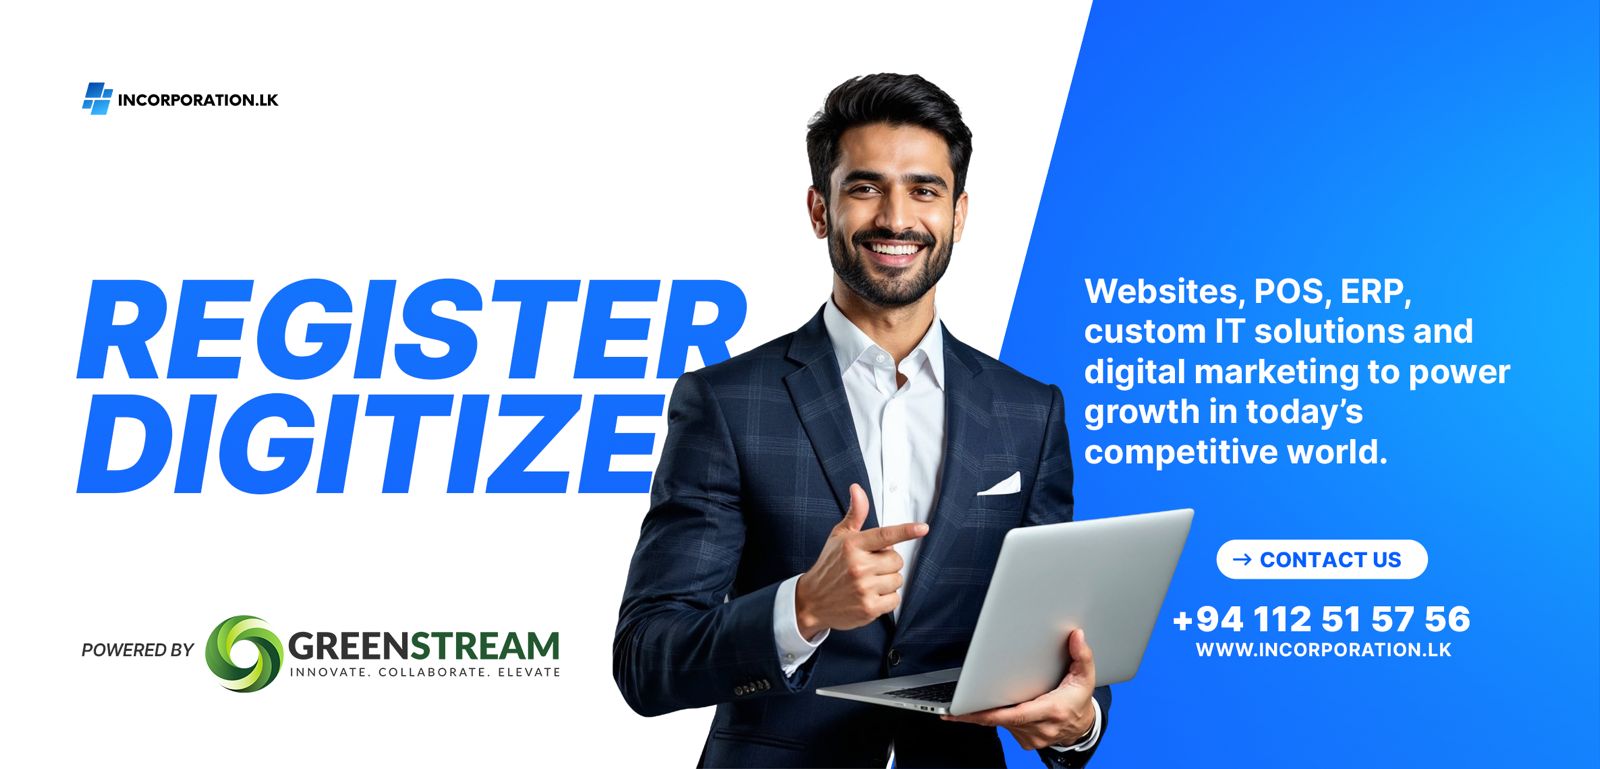 INCORPORATION.LK
REGISTER
DIGITIZE
POWERED BY
GREENSTREAM
INNOVATE. COLLABORATE. ELEVATE
Websites, POS, ERP,
custom IT solutions and
digital marketing to power
growth in today’s
competitive world.
→ CONTACT US
+94 112 51 57 56
WWW.INCORPORATION.LK